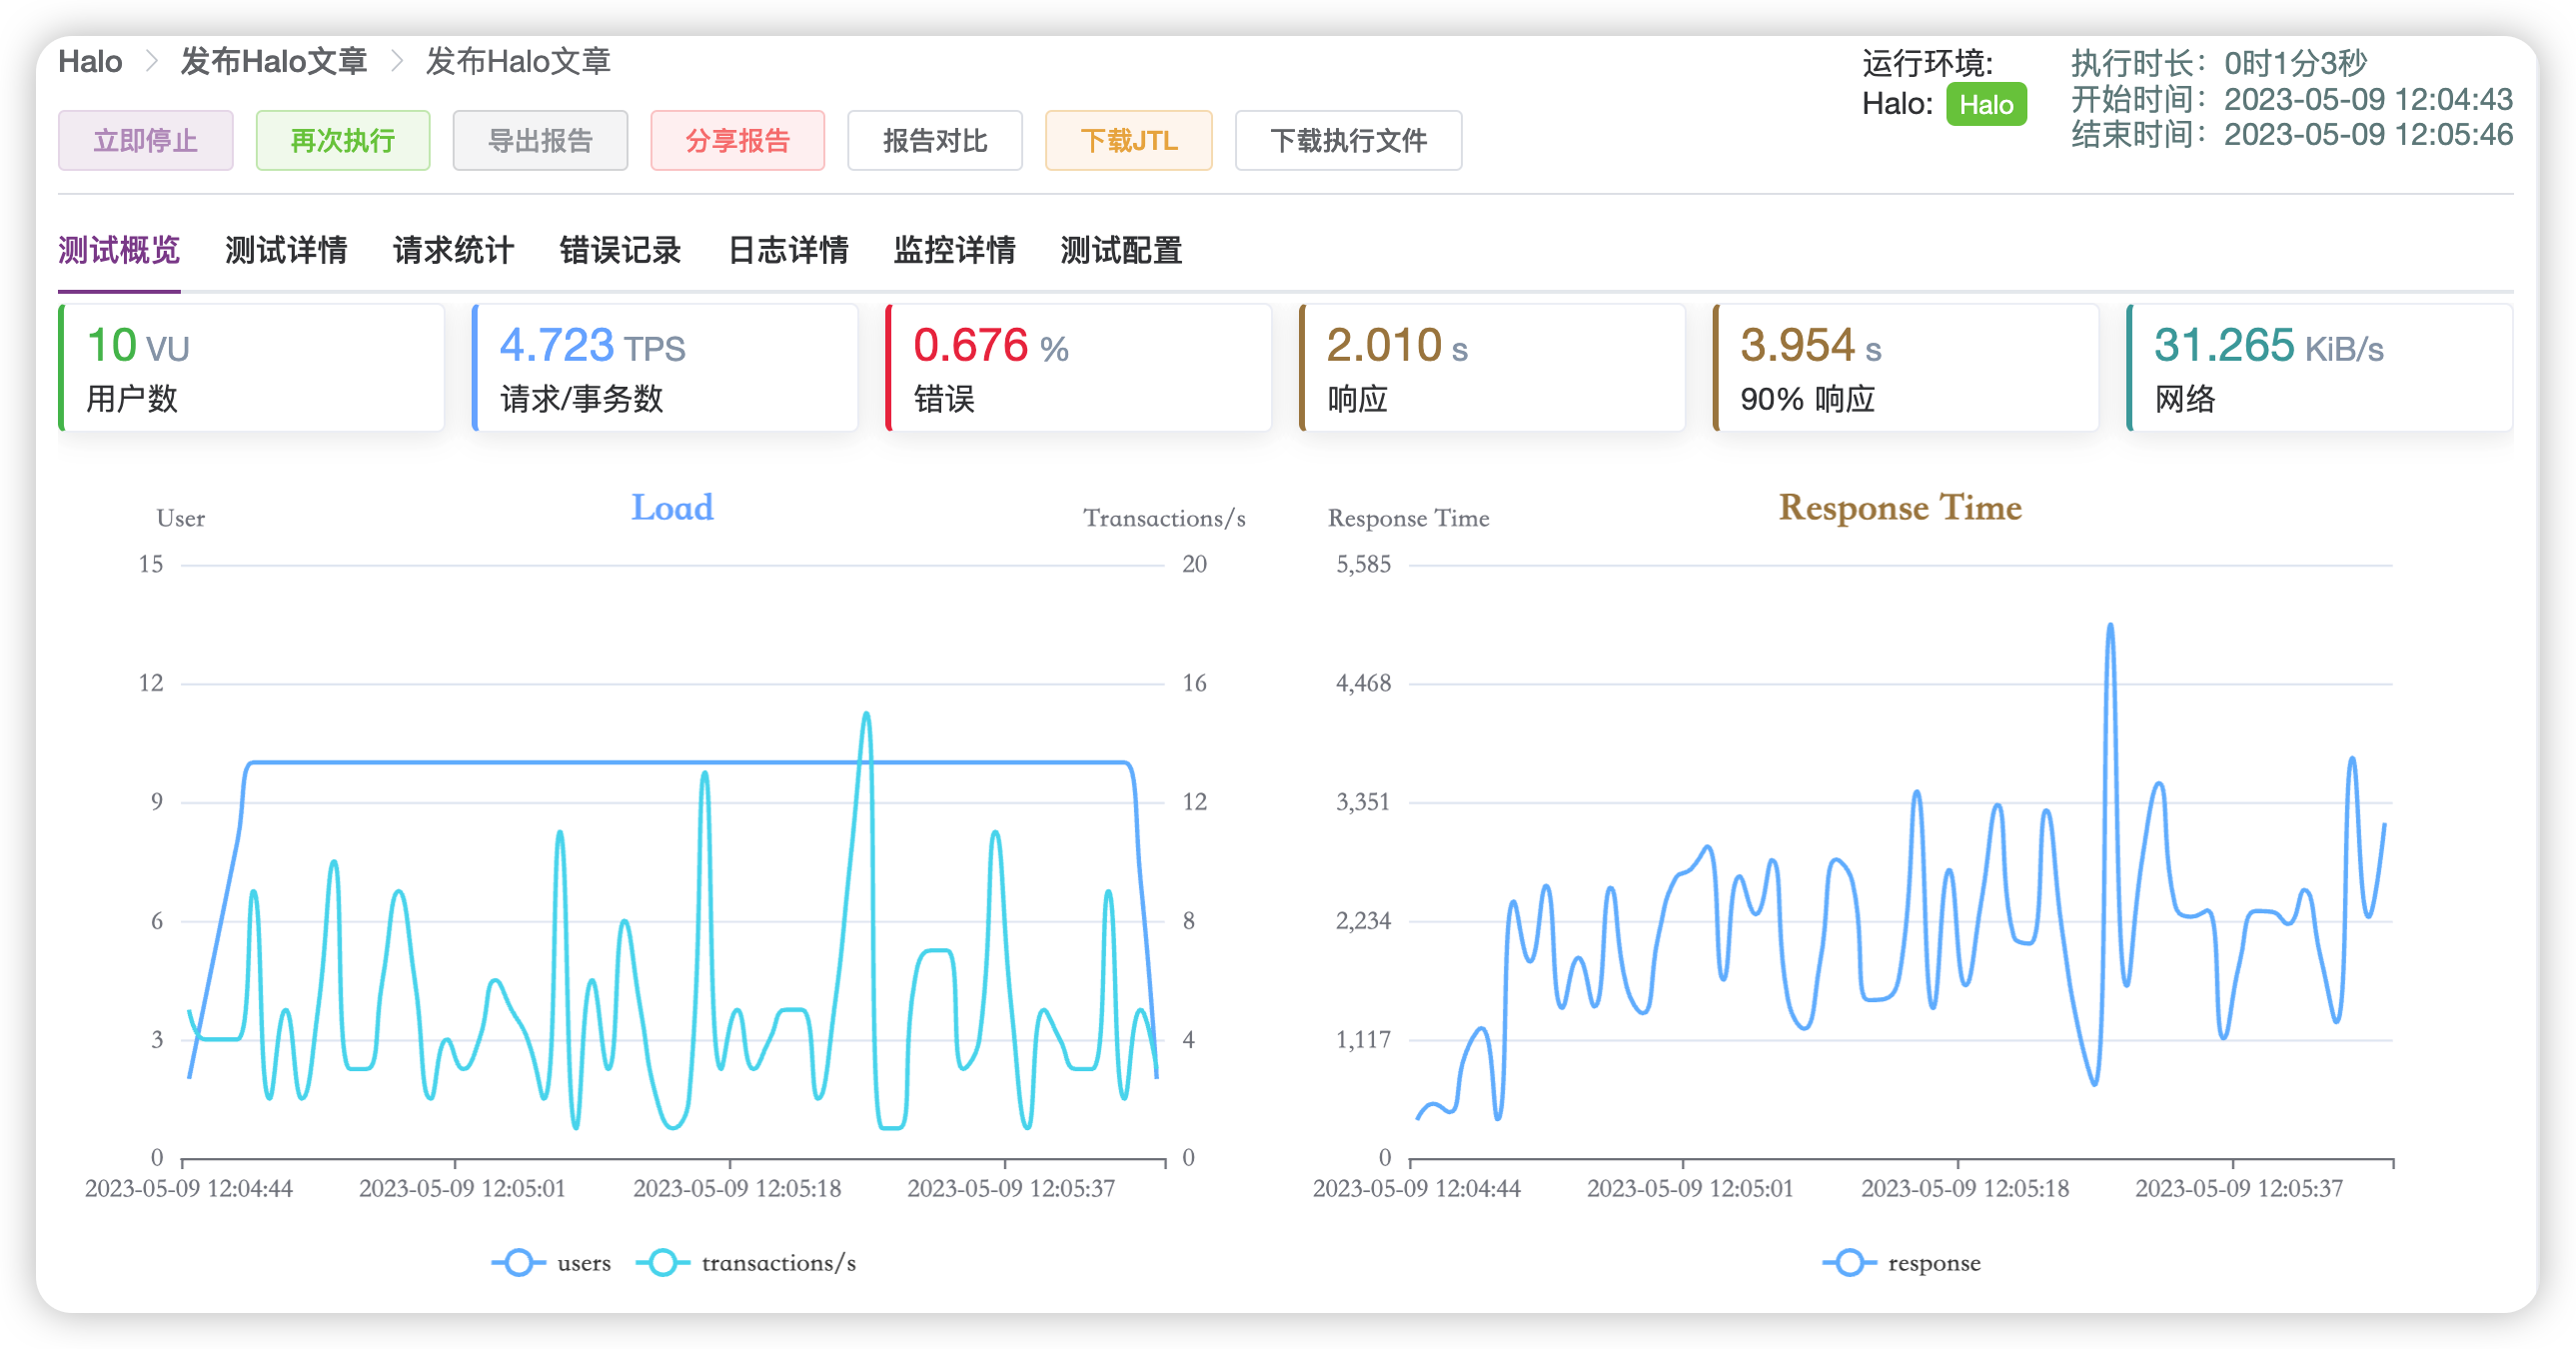 Halo > 发布Halo文章 > 发布Halo文章
运行环境:
Halo: Halo
执行时长：0时1分3秒
开始时间：2023-05-09 12:04:43
结束时间：2023-05-09 12:05:46
立即停止 再次执行 导出报告 分享报告 报告对比 下载JTL 下载执行文件
测试概览 测试详情 请求统计 错误记录 日志详情 监控详情 测试配置
10 VU
用户数
4.723 TPS
请求/事务数
0.676 %
错误
2.010 s
响应
3.954 s
90% 响应
31.265 KiB/s
网络
Load
User
Transactions/s
15
12
9
6
3
0
20
16
12
8
4
0
2023-05-09 12:04:44 2023-05-09 12:05:01 2023-05-09 12:05:18 2023-05-09 12:05:37
users transactions/s
Response Time
Response Time
5,585
4,468
3,351
2,234
1,117
0
2023-05-09 12:04:44 2023-05-09 12:05:01 2023-05-09 12:05:18 2023-05-09 12:05:37
response